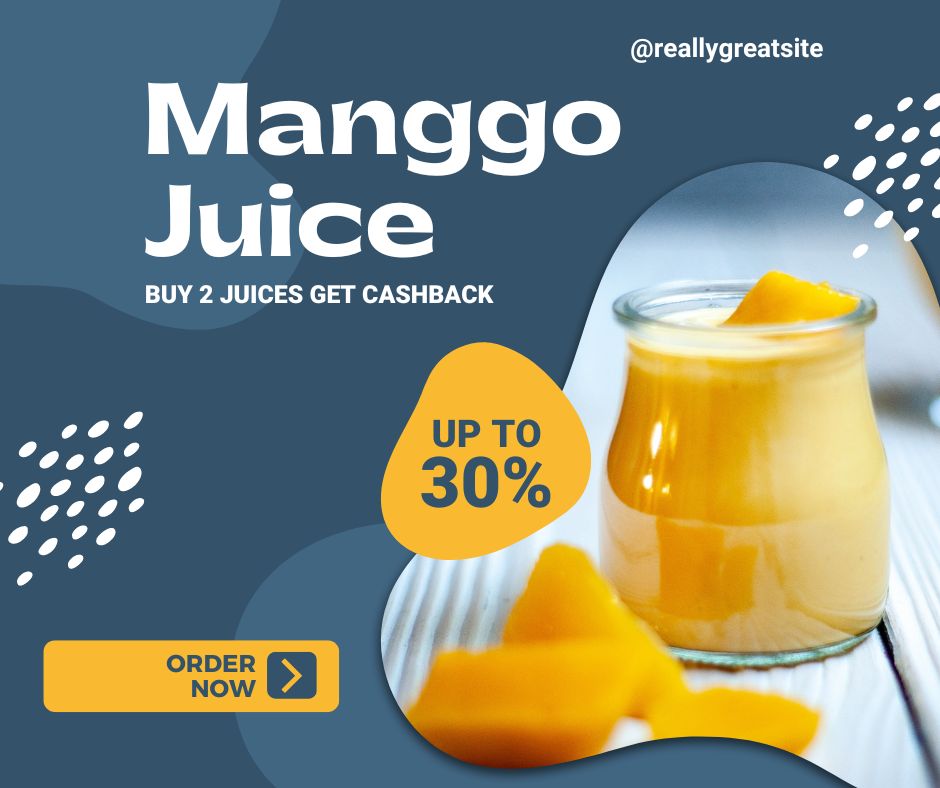 @reallygreatsite
Manggo
Juice
BUY 2 JUICES GET CASHBACK
UP TO
30%
ORDER
NOW